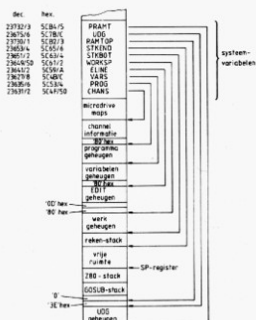 dec. hex.
23732/3 5CB4/5 PRAMT
23675/6 5C7B/C UDG
23730/1 5CB2/3 RAMTOP
23653/4 5C65/6 STKEND
23651/2 5C63/4 STKBOT
23649/50 5C61/2 WORKSP
23641/2 5C59/A ELINE
23627/8 5C4B/C VARS
23635/6 5C53/4 PROG
23631/2 5C4F/50 CHANS
systeem-
variabelen
microdrive
maps
channel
informatie
'80'hex
programma
geheugen
variabelen
geheugen
'80'hex
EDIT
geheugen
'0D'hex
'80'hex
werk
geheugen
reken-stack
vrije
ruimte
SP-register
Z80 - stack
GOSUB-stack
'0'
'3E'hex
UDG
geheugen